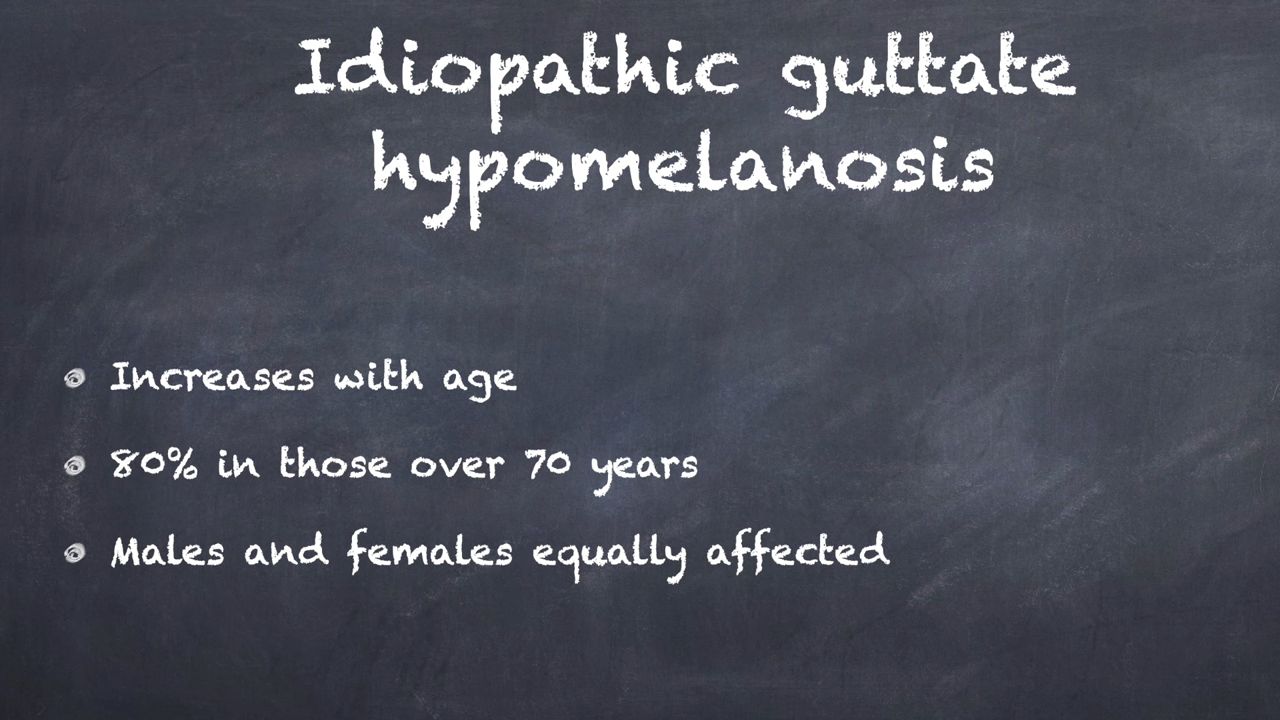 Idiopathic guttate
hypomelanosis
Increases with age
80% in those over 70 years
Males and females equally affected